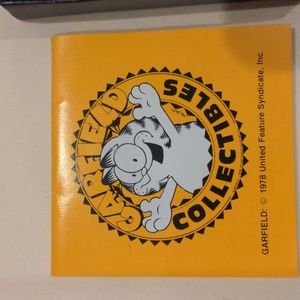 GARFIELD
COLLECTIBLES
GARFIELD: © 1978 United Feature Syndicate, Inc.